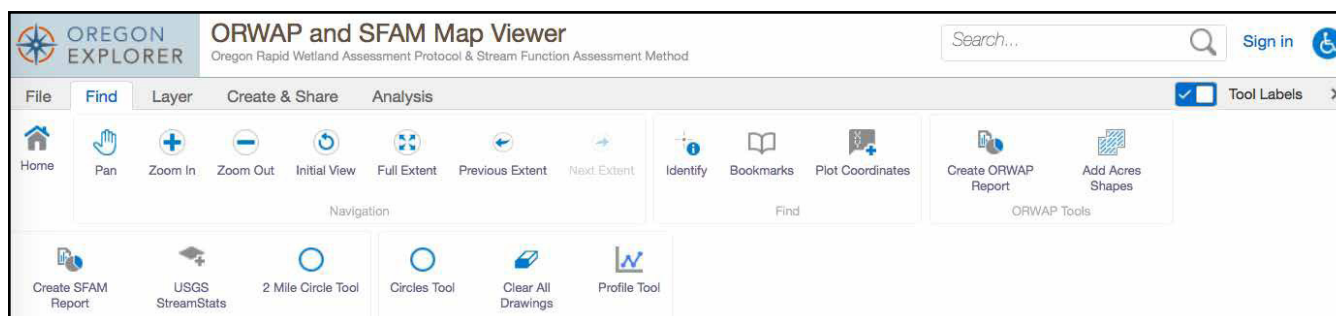 OREGON
EXPLORER
ORWAP and SFAM Map Viewer
Oregon Rapid Wetland Assessment Protocol & Stream Function Assessment Method
Search...
Sign in
File Find Layer Create & Share Analysis
Tool Labels
Home Pan Zoom In Zoom Out Initial View Full Extent Previous Extent Next Extent Identify Bookmarks Plot Coordinates Create ORWAP Report Add Acres Shapes
Navigation Find ORWAP Tools
Create SFAM Report USGS StreamStats 2 Mile Circle Tool Circles Tool Clear All Drawings Profile Tool